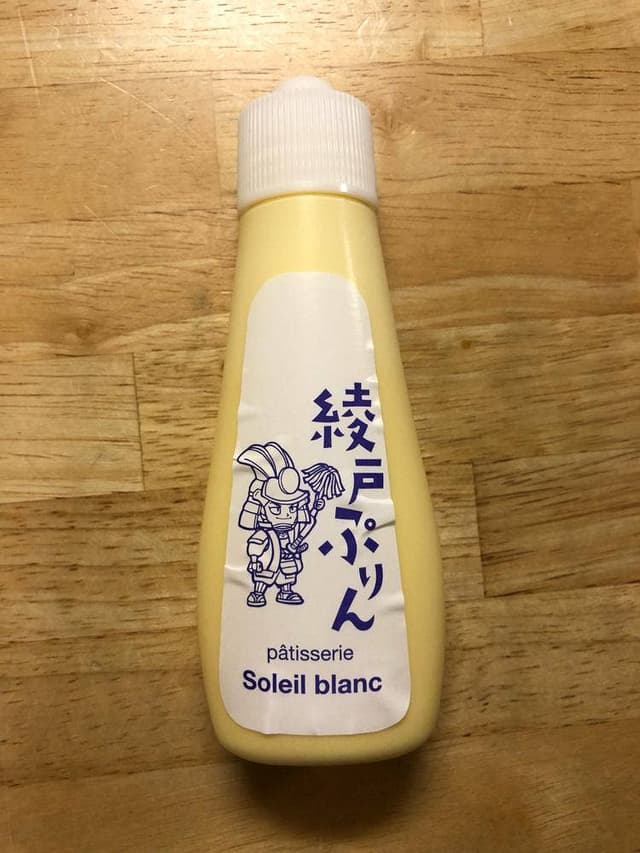 綾戸ぷりん
pâtisserie
Soleil blanc